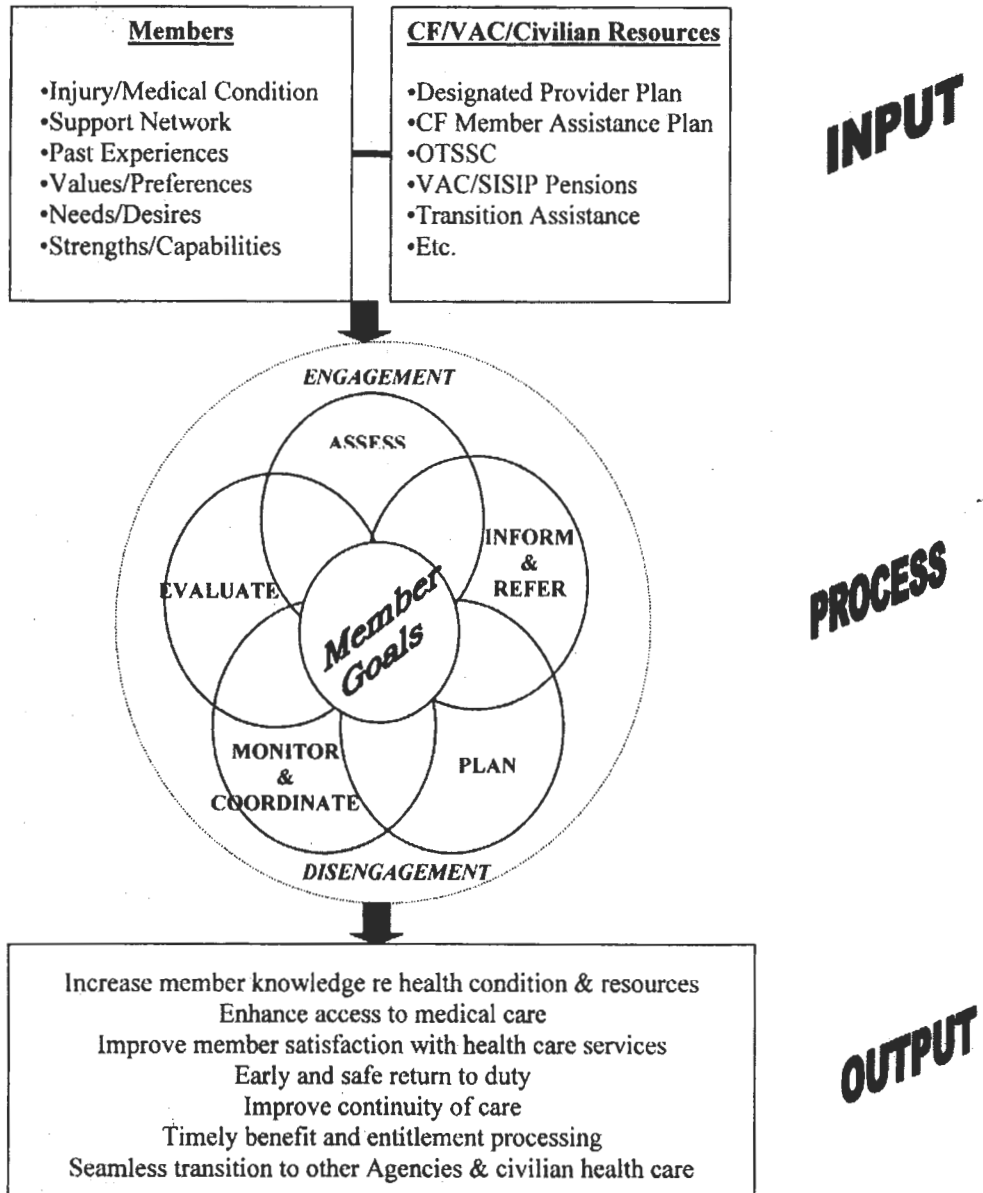 Members
•Injury/Medical Condition
•Support Network
•Past Experiences
•Values/Preferences
•Needs/Desires
•Strengths/Capabilities
CF/VAC/Civilian Resources
•Designated Provider Plan
•CF Member Assistance Plan
•OTSSC
•VAC/SISIP Pensions
•Transition Assistance
•Etc.
INPUT
ENGAGEMENT
ASSESS
INFORM
&
REFER
EVALUATE
Member
Goals
MONITOR
&
COORDINATE
PLAN
DISENGAGEMENT
PROCESS
Increase member knowledge re health condition & resources
Enhance access to medical care
Improve member satisfaction with health care services
Early and safe return to duty
Improve continuity of care
Timely benefit and entitlement processing
Seamless transition to other Agencies & civilian health care
OUTPUT